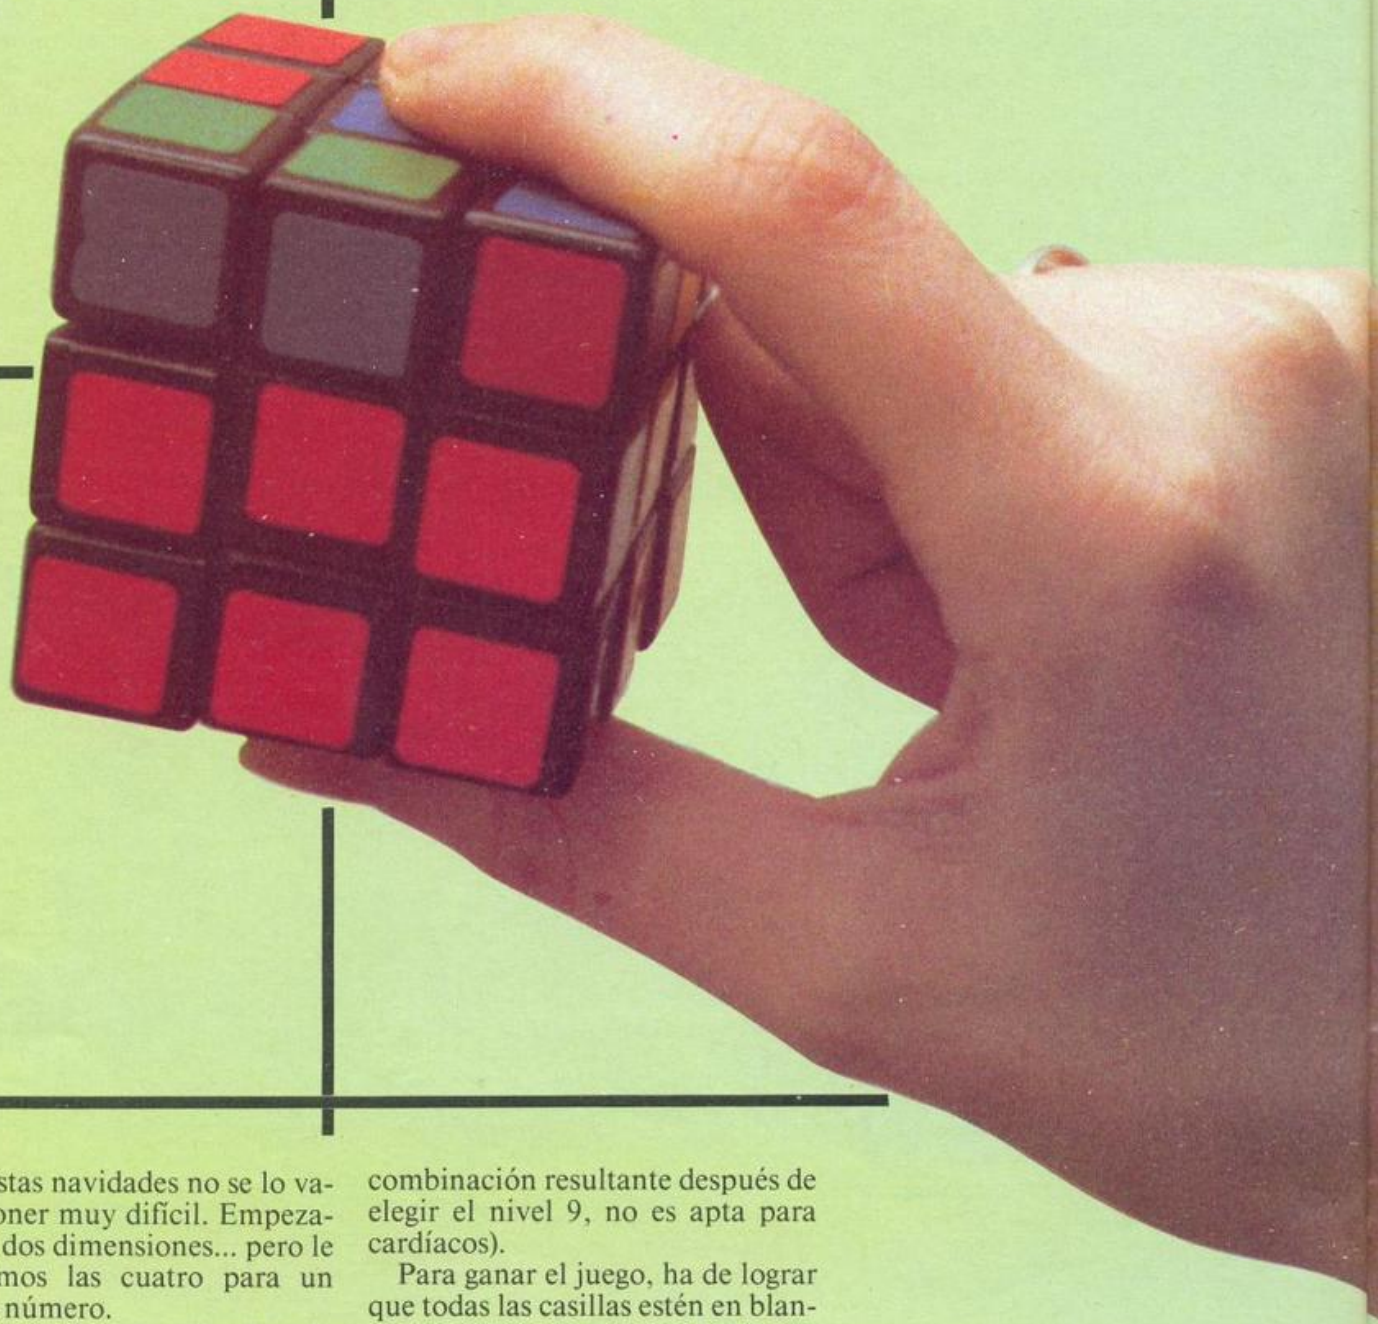 stas navidades no se lo va-
oner muy difícil. Empeza-
dos dimensiones... pero le
mos las cuatro para un
número.
combinación resultante después de
elegir el nivel 9, no es apta para
cardíacos).
Para ganar el juego, ha de lograr
que todas las casillas estén en blan-